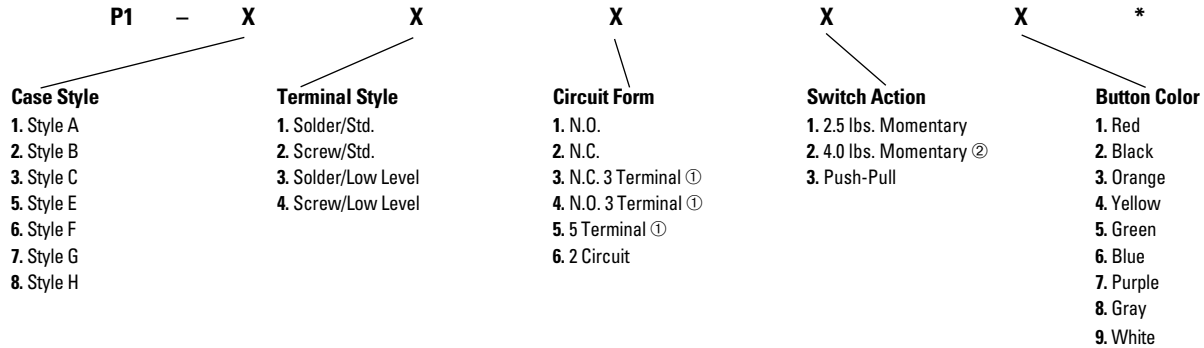 P1 – X X X X X *
Case Style
1. Style A
2. Style B
3. Style C
5. Style E
6. Style F
7. Style G
8. Style H
Terminal Style
1. Solder/Std.
2. Screw/Std.
3. Solder/Low Level
4. Screw/Low Level
Circuit Form
1. N.O.
2. N.C.
3. N.C. 3 Terminal ①
4. N.O. 3 Terminal ①
5. 5 Terminal ①
6. 2 Circuit
Switch Action
1. 2.5 lbs. Momentary
2. 4.0 lbs. Momentary ②
3. Push-Pull
Button Color
1. Red
2. Black
3. Orange
4. Yellow
5. Green
6. Blue
7. Purple
8. Gray
9. White